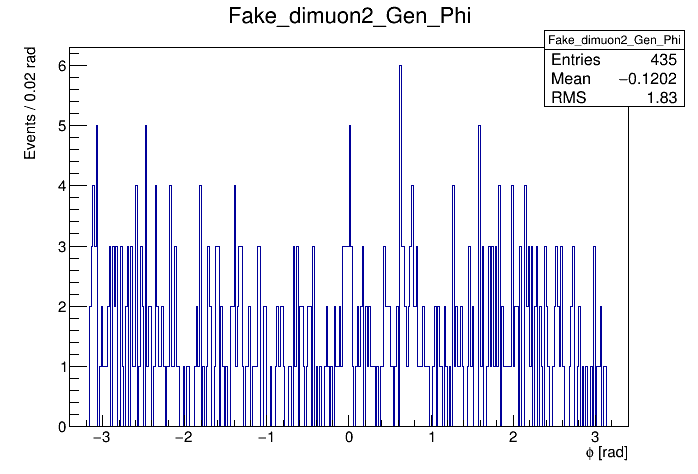 Fake_dimuon2_Gen_Phi
Fake_dimuon2_Gen_Phi
Entries 435
Mean −0.1202
RMS 1.83
Events / 0.02 rad
6
5
4
3
2
1
0
−3 −2 −1 0 1 2 3
ϕ [rad]